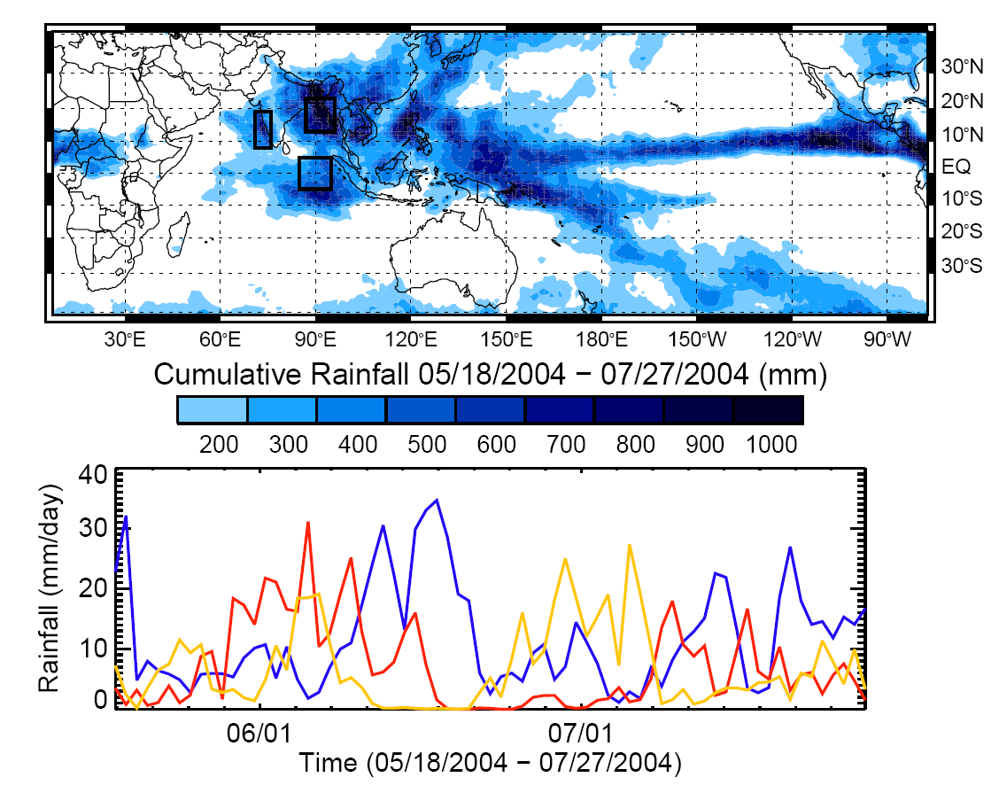 30°N
20°N
10°N
EQ
10°S
20°S
30°S
30°E 60°E 90°E 120°E 150°E 180°E 150°W 120°W 90°W
Cumulative Rainfall 05/18/2004 − 07/27/2004 (mm)
200 300 400 500 600 700 800 900 1000
40
30
20
10
0
Rainfall (mm/day)
06/01 07/01
Time (05/18/2004 − 07/27/2004)